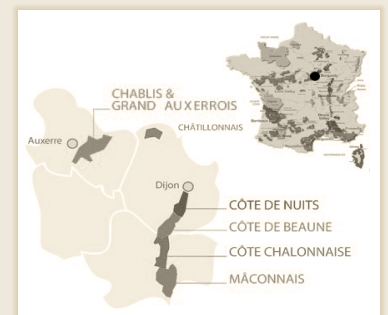 CHABLIS &
GRAND AUXERROIS
CHÂTILLONNAIS
Auxerre
Dijon
CÔTE DE NUITS
CÔTE DE BEAUNE
CÔTE CHALONNAISE
MÂCONNAIS